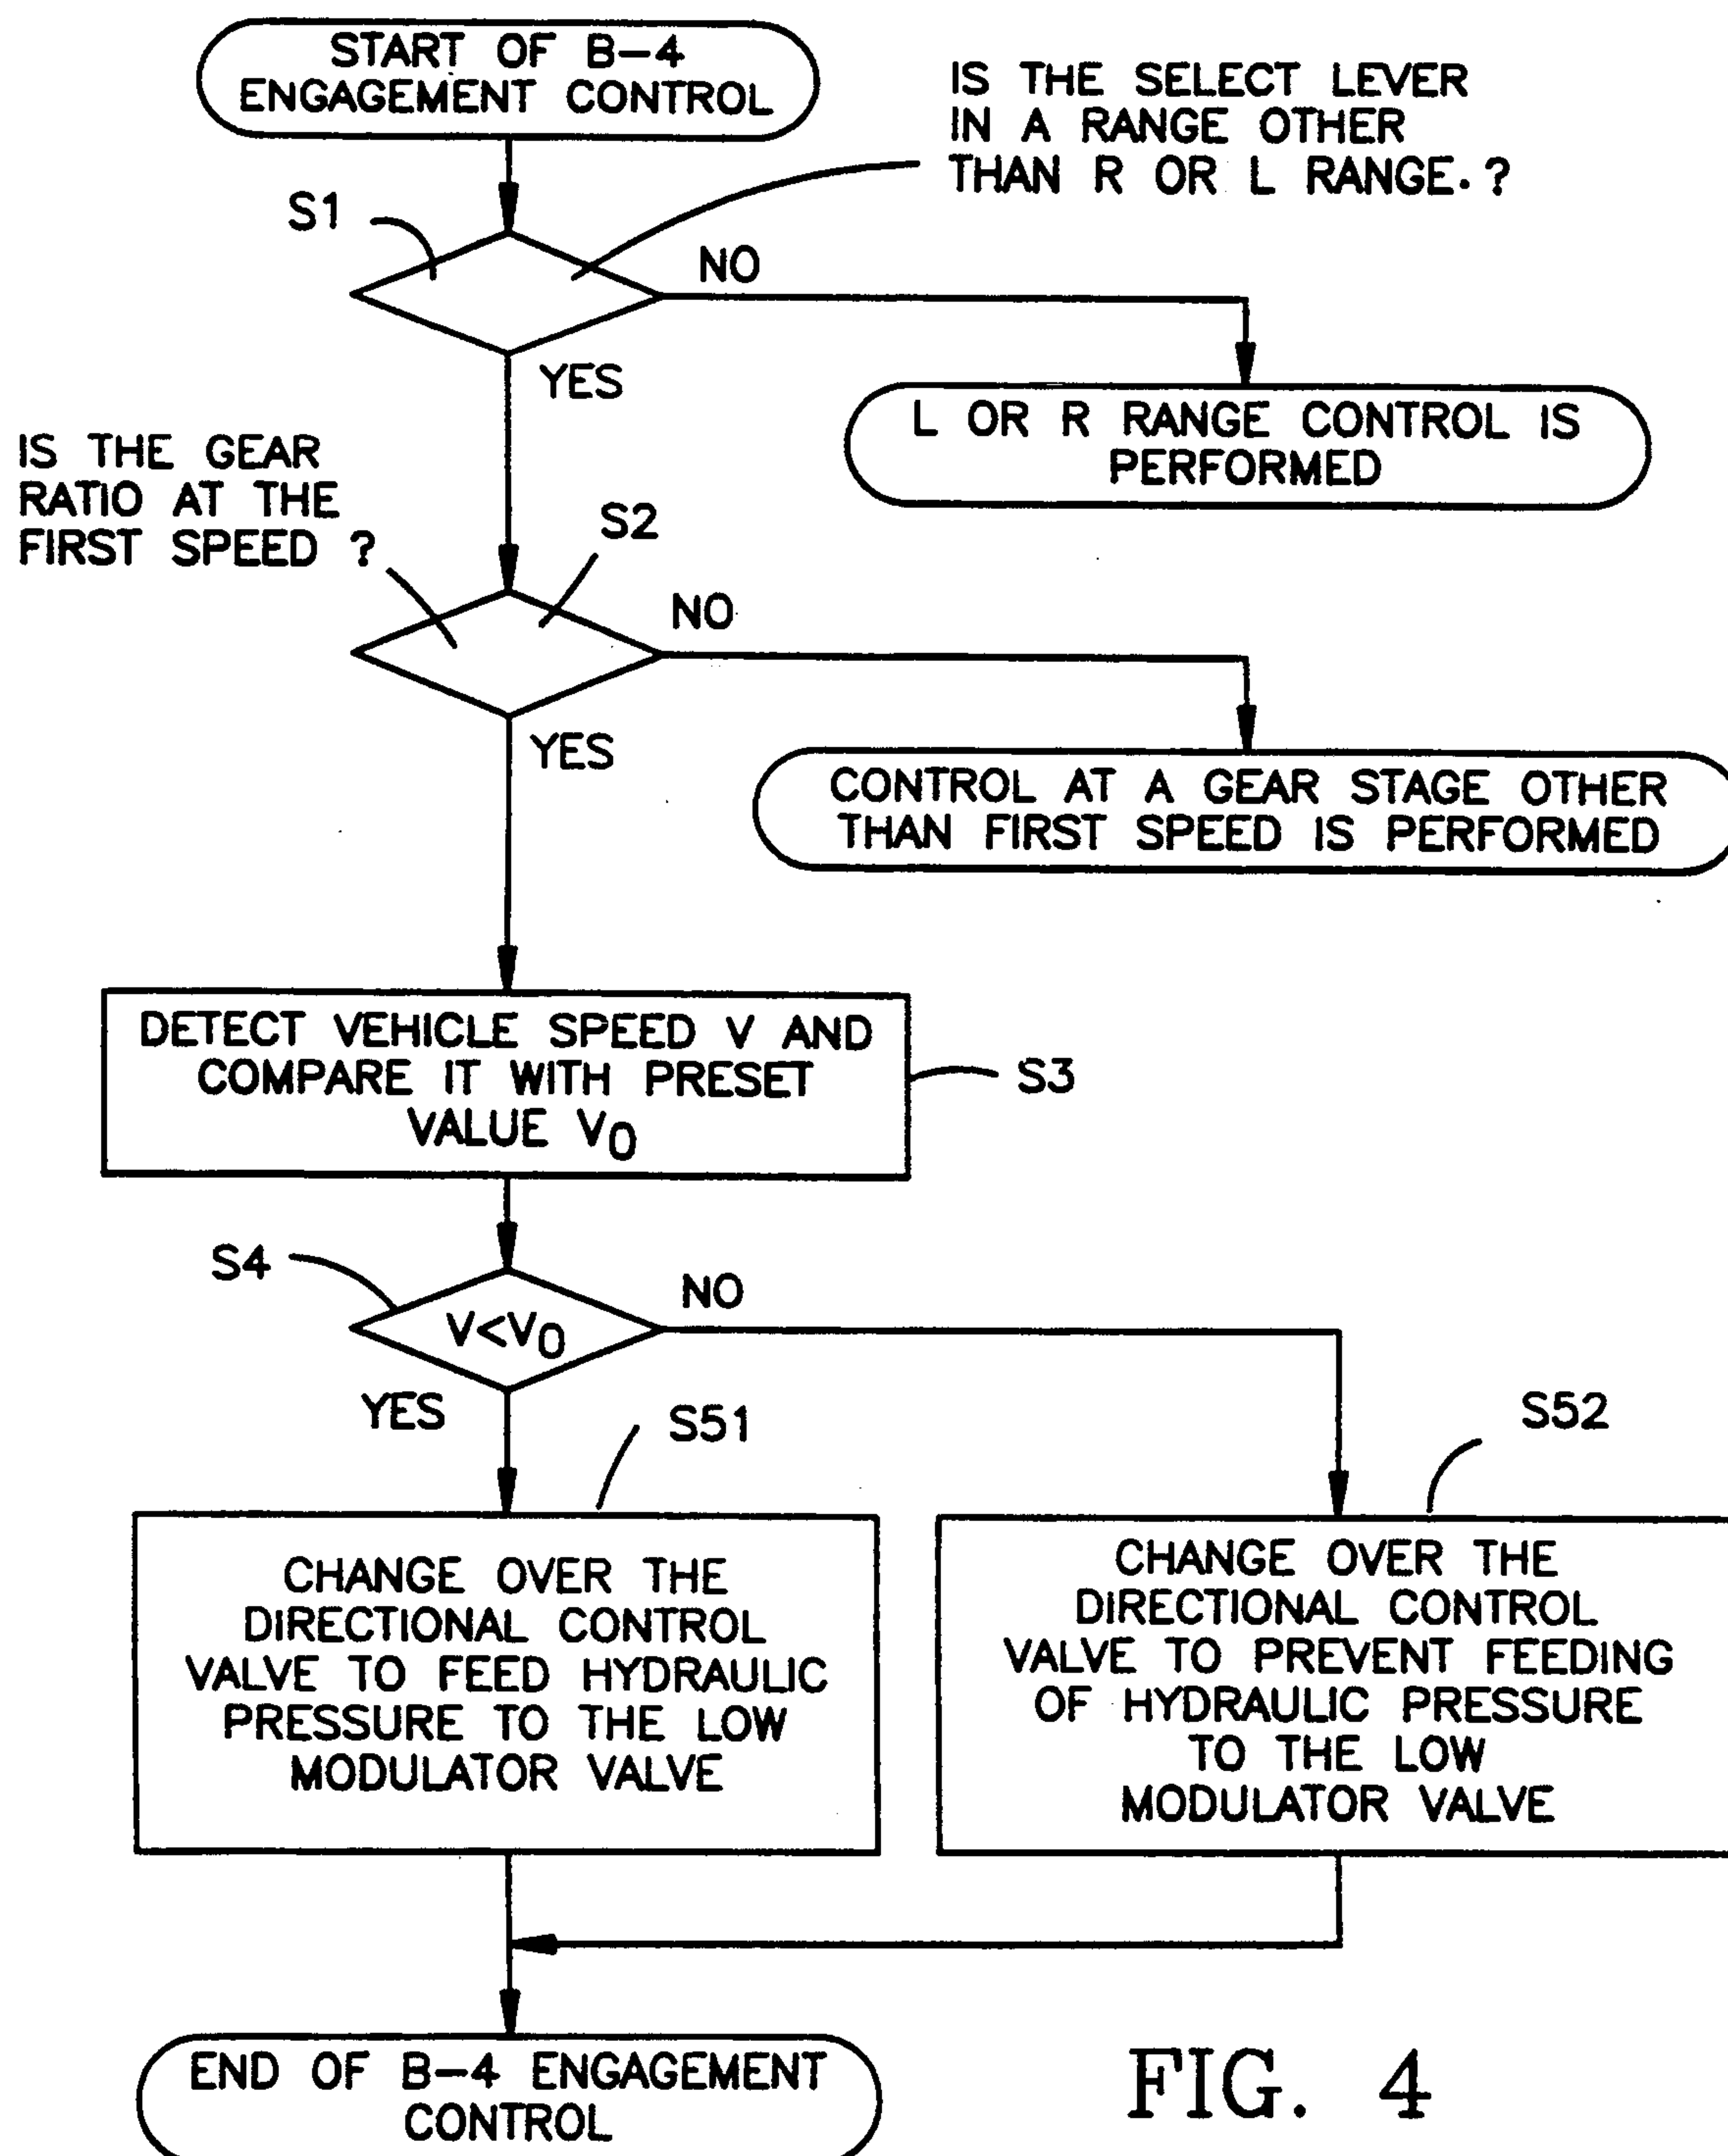 START OF B-4
ENGAGEMENT CONTROL
IS THE SELECT LEVER
IN A RANGE OTHER
THAN R OR L RANGE. ?
S1
NO
YES
L OR R RANGE CONTROL IS
PERFORMED
IS THE GEAR
RATIO AT THE
FIRST SPEED ?
S2
NO
YES
CONTROL AT A GEAR STAGE OTHER
THAN FIRST SPEED IS PERFORMED
DETECT VEHICLE SPEED V AND
COMPARE IT WITH PRESET
VALUE V0
S3
S4
V<V0
NO
YES
S51
S52
CHANGE OVER THE
DIRECTIONAL CONTROL
VALVE TO FEED HYDRAULIC
PRESSURE TO THE LOW
MODULATOR VALVE
CHANGE OVER THE
DIRECTIONAL CONTROL
VALVE TO PREVENT FEEDING
OF HYDRAULIC PRESSURE
TO THE LOW
MODULATOR VALVE
END OF B-4 ENGAGEMENT
CONTROL
FIG. 4